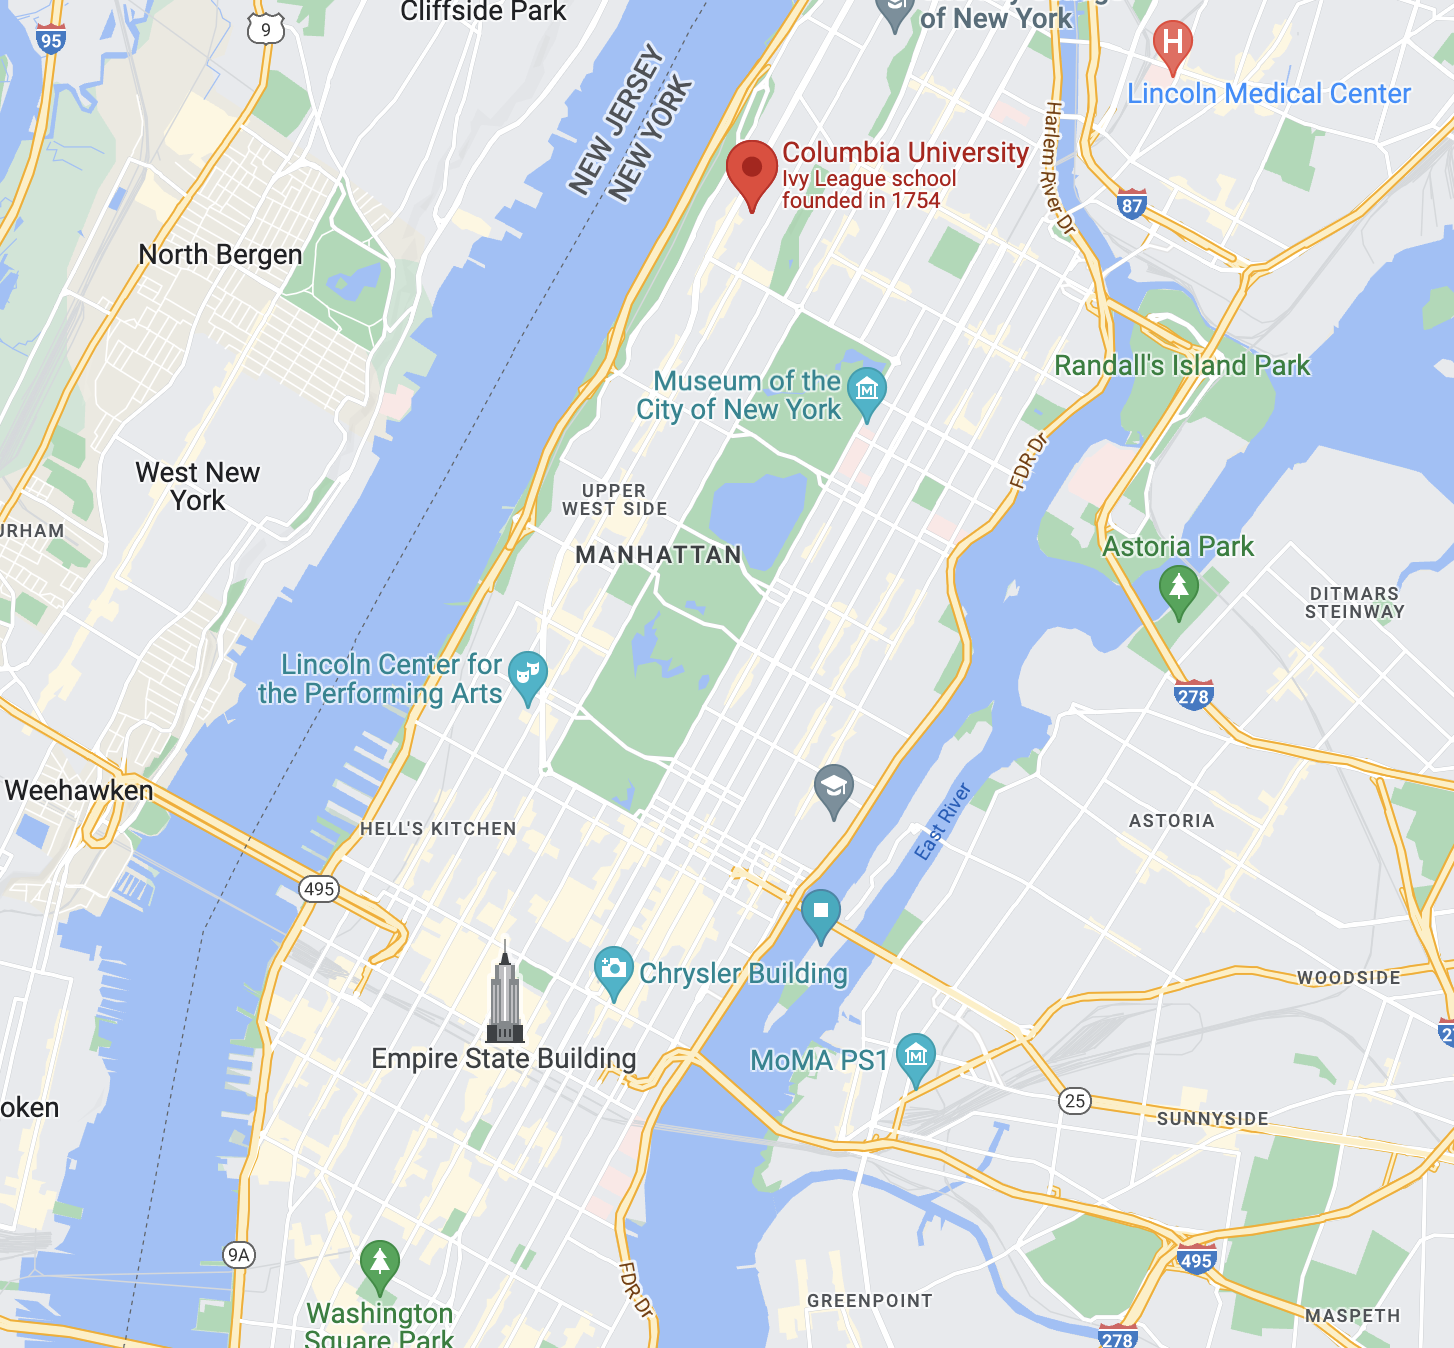 Cliffside Park
95
9
of New York
H
Lincoln Medical Center
NEW JERSEY
NEW YORK
Harlem River Dr
Columbia University
Ivy League school
founded in 1754
87
North Bergen
Randall's Island Park
Museum of the
City of New York
FDR Dr
West New
York
UPPER
WEST SIDE
URHAM
MANHATTAN
Astoria Park
DITMARS
STEINWAY
Lincoln Center for
the Performing Arts
278
Weehawken
HELL'S KITCHEN
East River
ASTORIA
495
Chrysler Building
WOODSIDE
Empire State Building
MoMA PS1
oken
25
SUNNYSIDE
9A
495
FDR Dr
GREENPOINT
Washington
Square Park
MASPETH
278